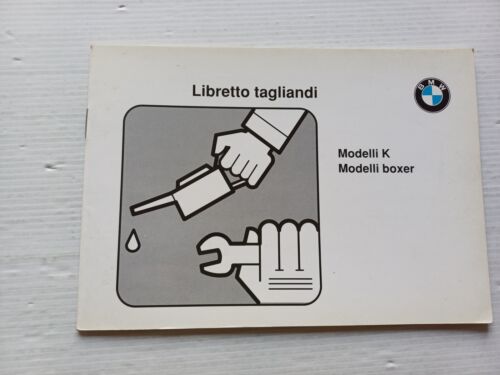 Libretto tagliandi
BMW
Modelli K
Modelli boxer